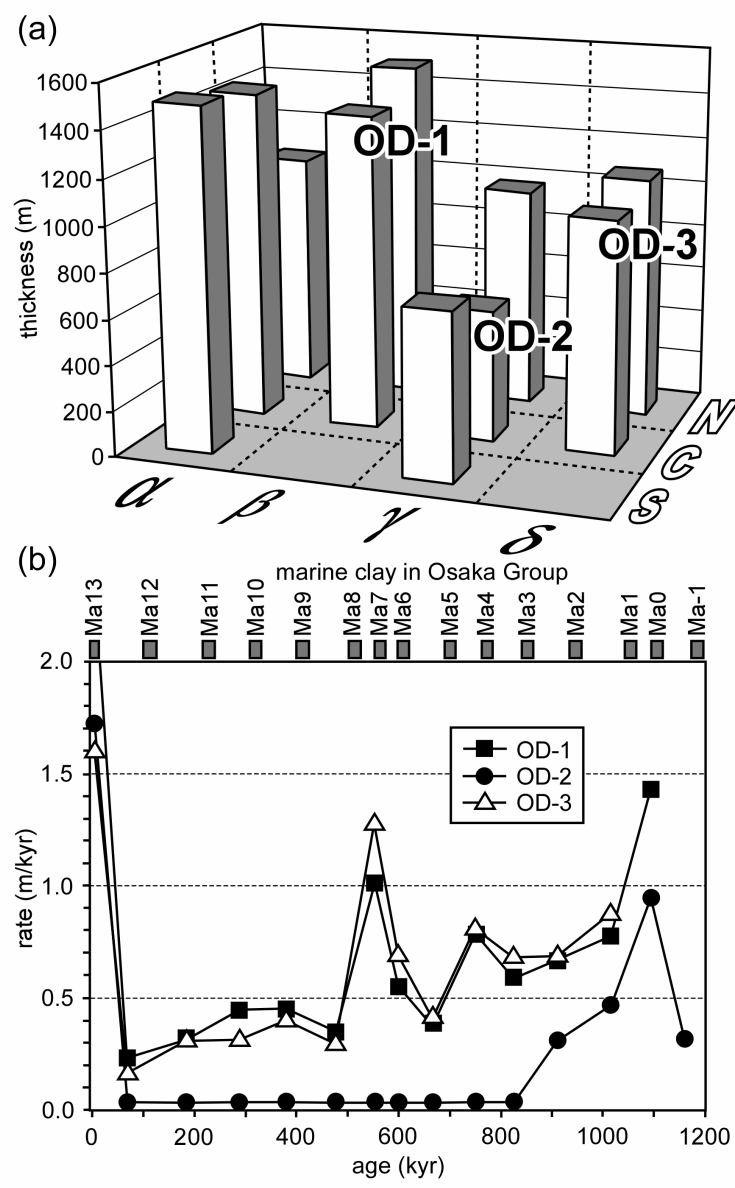 (a)
1600
1400
1200
1000
800
600
400
200
0
thickness (m)
OD-1
OD-2
OD-3
α β γ δ
N
C
S
(b)
marine clay in Osaka Group
Ma13 Ma12 Ma11 Ma10 Ma9 Ma8 Ma7 Ma6 Ma5 Ma4 Ma3 Ma2 Ma1 Ma0 Ma-1
2.0
1.5
1.0
0.5
0.0
rate (m/kyr)
OD-1
OD-2
OD-3
0 200 400 600 800 1000 1200
age (kyr)